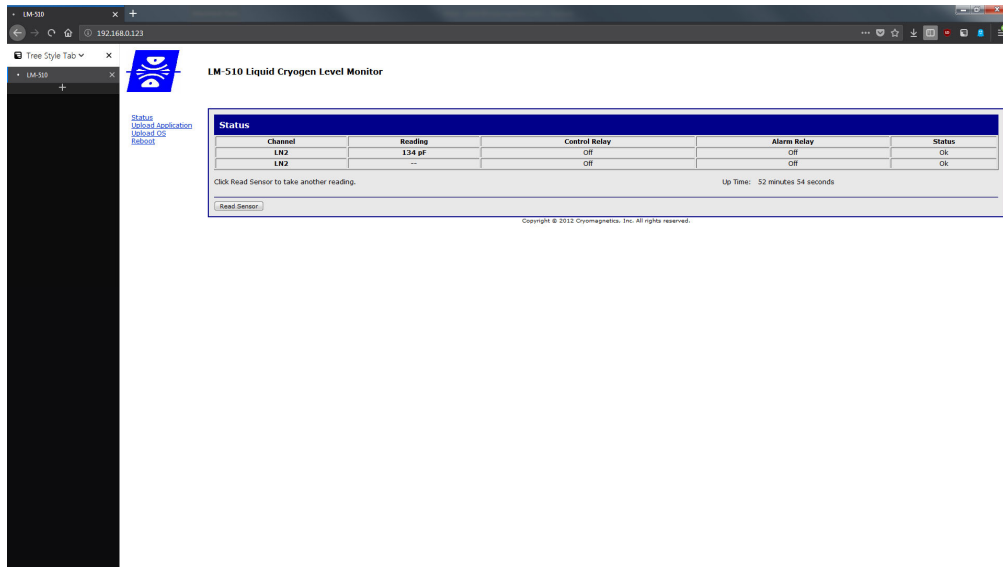 LM-510
192.168.0.123
Tree Style Tab
LM-510
LM-510 Liquid Cryogen Level Monitor
Status
Upload Application
Upload OS
Reboot
Status
Channel Reading Control Relay Alarm Relay Status
LN2 134 pF Off Off Ok
LN2 -- Off Off Ok
Click Read Sensor to take another reading. Up Time: 52 minutes 54 seconds
Read Sensor
Copyright © 2012 Cryomagnetics, Inc. All rights reserved.